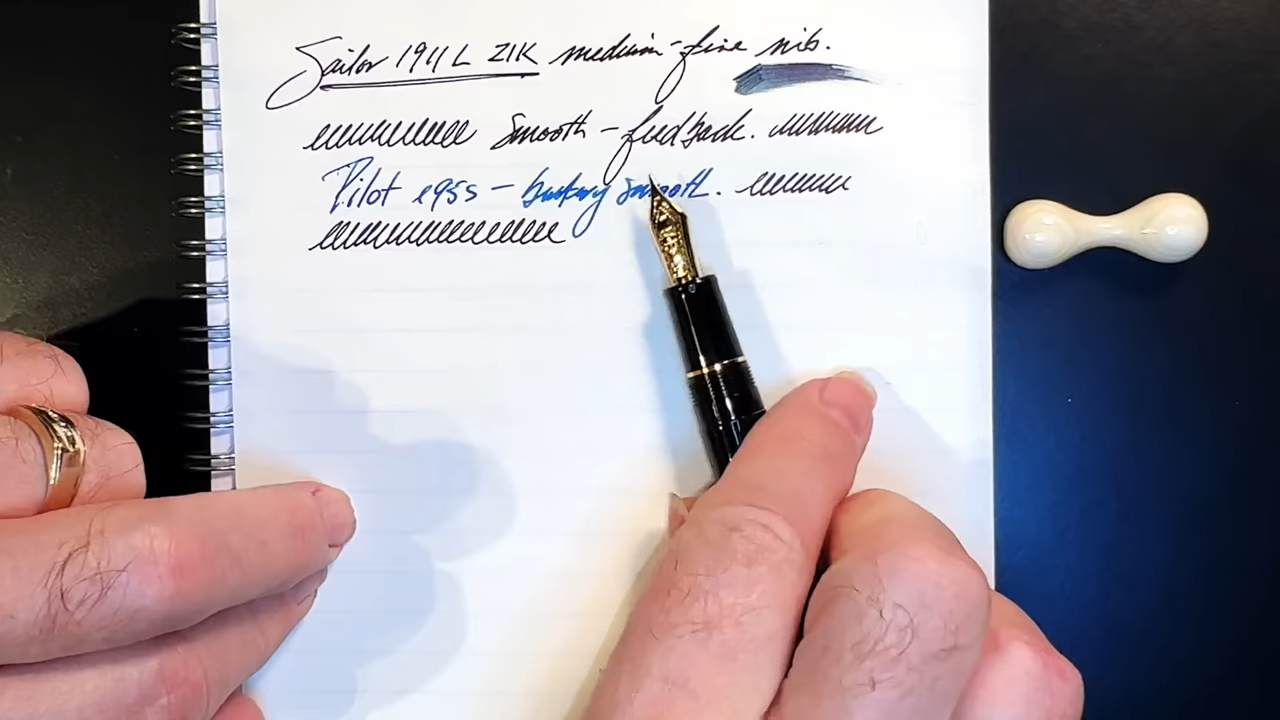 Sailor 1911 L 21K medium-fine nib.
Smooth - feedback.
Pilot e95s - buttery smooth.